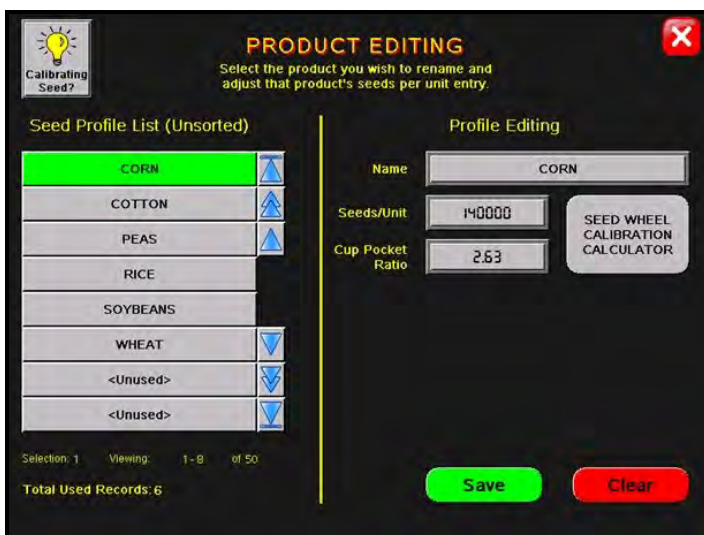 Calibrating
Seed?
PRODUCT EDITING
Select the product you wish to rename and
adjust that product's seeds per unit entry.
Seed Profile List (Unsorted)
CORN
COTTON
PEAS
RICE
SOYBEANS
WHEAT
<Unused>
<Unused>
Selection: 1 Viewing: 1 - 8 of 50
Total Used Records: 6
Profile Editing
Name CORN
Seeds/Unit 140000
Cup Pocket
Ratio 2.63
SEED WHEEL
CALIBRATION
CALCULATOR
Save Clear